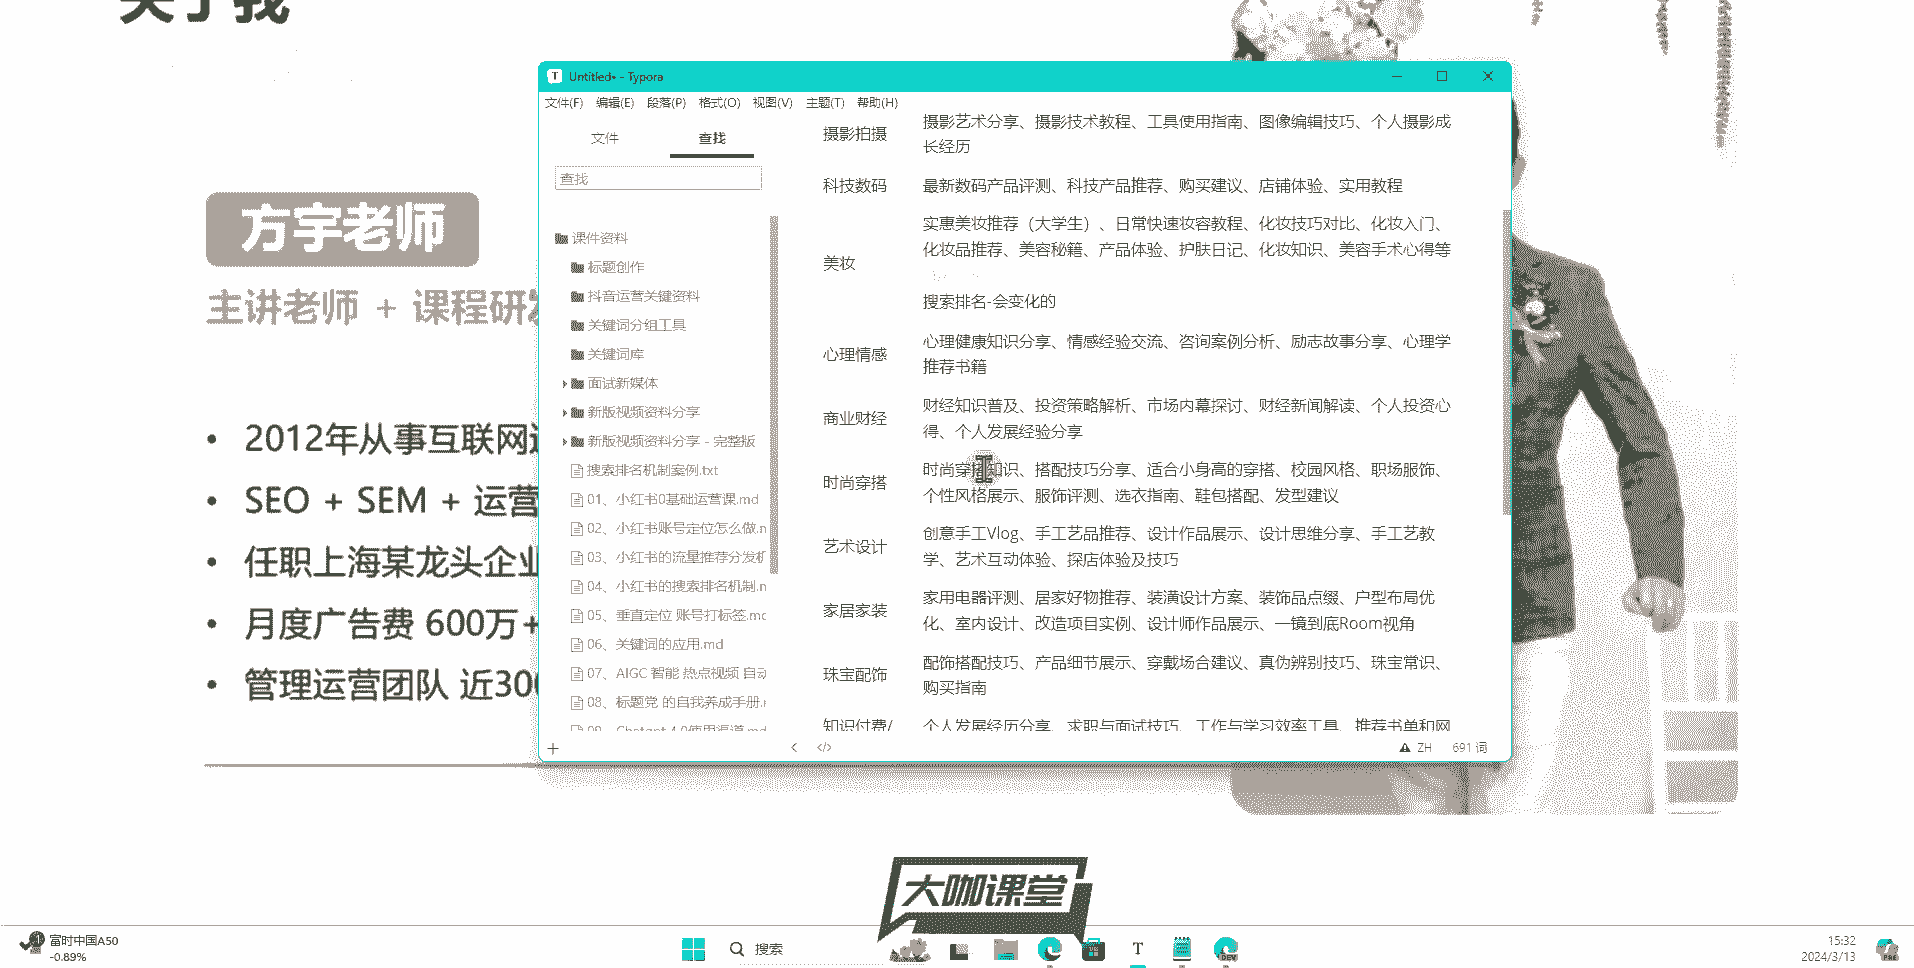 关于我
方宇老师
主讲老师 + 课程研发
• 2012年从事互联网
• SEO + SEM + 运营
• 任职上海某龙头企业
• 月度广告费 600万+
• 管理运营团队 近300
Untitled• - Typora
文件(F) 编辑(E) 段落(P) 格式(O) 视图(V) 主题(T) 帮助(H)
文件 查找
查找
课件资料
标题创作
抖音运营关键资料
关键词分组工具
关键词库
面试新媒体
新版视频资料分享
新版视频资料分享 - 完整版
搜索排名机制案例.txt
01、小红书0基础运营课.md
02、小红书账号定位怎么做.m
03、小红书的流量推荐分发机
04、小红书的搜索排名机制.m
05、垂直定位 账号打标签.mc
06、关键词的应用.md
07、AIGC 智能 热点视频 自动
08、标题党 的自我养成手册.
09、Chatgpt 4.0使用渠道.md
摄影拍摄
摄影艺术分享、摄影技术教程、工具使用指南、图像编辑技巧、个人摄影成
长经历
科技数码
最新数码产品评测、科技产品推荐、购买建议、店铺体验、实用教程
美妆
实惠美妆推荐（大学生）、日常快速妆容教程、化妆技巧对比、化妆入门、
化妆品推荐、美容秘籍、产品体验、护肤日记、化妆知识、美容手术心得等
搜索排名-会变化的
心理情感
心理健康知识分享、情感经验交流、咨询案例分析、励志故事分享、心理学
推荐书籍
商业财经
财经知识普及、投资策略解析、市场内幕探讨、财经新闻解读、个人投资心
得、个人发展经验分享
时尚穿搭
时尚穿搭知识、搭配技巧分享、适合小身高的穿搭、校园风格、职场服饰、
个性风格展示、服饰评测、选衣指南、鞋包搭配、发型建议
艺术设计
创意手工Vlog、手工艺品推荐、设计作品展示、设计思维分享、手工艺教
学、艺术互动体验、探店体验及技巧
家居家装
家用电器评测、居家好物推荐、装潢设计方案、装饰品点缀、户型布局优
化、室内设计、改造项目实例、设计师作品展示、一镜到底Room视角
珠宝配饰
配饰搭配技巧、产品细节展示、穿戴场合建议、真伪辨别技巧、珠宝常识、
购买指南
知识付费/
个人发展经历分享、求职与面试技巧、工作与学习效率工具、推荐书单和网
ZH 691 词
大咖课堂
富时中国A50
-0.89%
搜索
15:32
2024/3/13